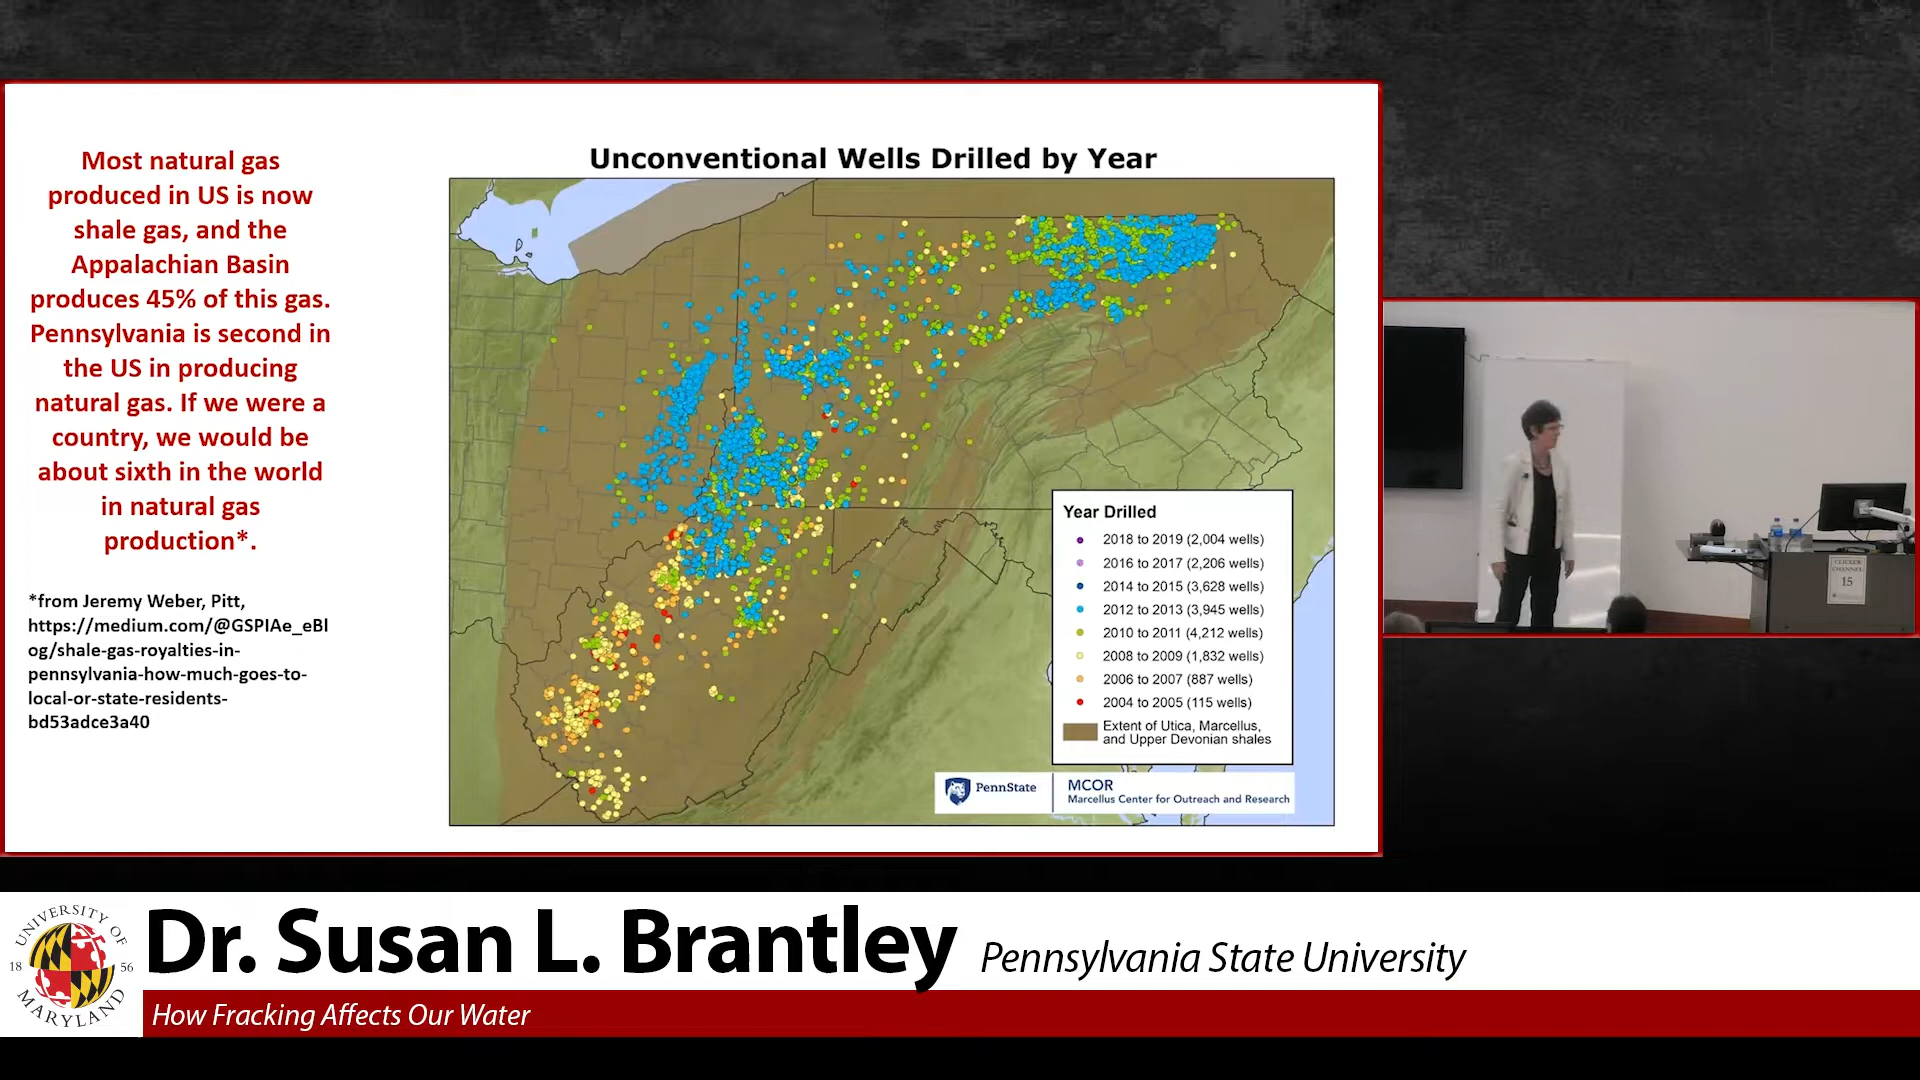 Most natural gas
produced in US is now
shale gas, and the
Appalachian Basin
produces 45% of this gas.
Pennsylvania is second in
the US in producing
natural gas. If we were a
country, we would be
about sixth in the world
in natural gas
production*.
*from Jeremy Weber, Pitt,
https://medium.com/@GSPIAe_eBl
og/shale-gas-royalties-in-
pennsylvania-how-much-goes-to-
local-or-state-residents-
bd53adce3a40
Unconventional Wells Drilled by Year
Year Drilled
2018 to 2019 (2,004 wells)
2016 to 2017 (2,206 wells)
2014 to 2015 (3,628 wells)
2012 to 2013 (3,945 wells)
2010 to 2011 (4,212 wells)
2008 to 2009 (1,832 wells)
2006 to 2007 (887 wells)
2004 to 2005 (115 wells)
Extent of Utica, Marcellus,
and Upper Devonian shales
PennState
MCOR
Marcellus Center for Outreach and Research
CLICKER
CHANNEL
15
UNIVERSITY OF
18 56
MARYLAND
Dr. Susan L. Brantley Pennsylvania State University
How Fracking Affects Our Water